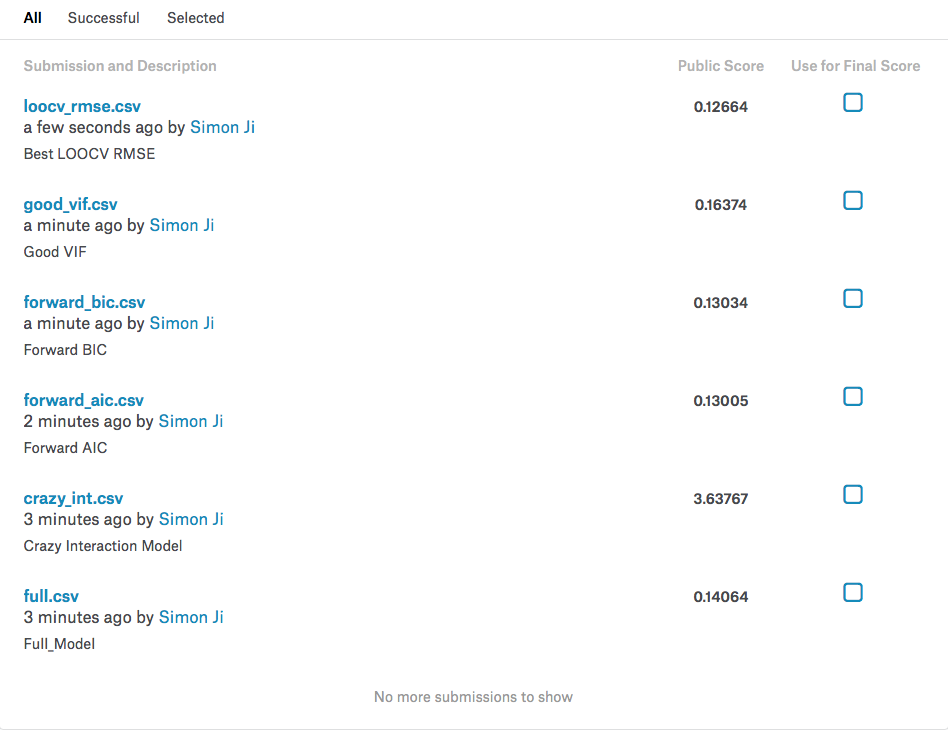 All Successful Selected
Submission and Description Public Score Use for Final Score
loocv_rmse.csv 0.12664
a few seconds ago by Simon Ji
Best LOOCV RMSE
good_vif.csv 0.16374
a minute ago by Simon Ji
Good VIF
forward_bic.csv 0.13034
a minute ago by Simon Ji
Forward BIC
forward_aic.csv 0.13005
2 minutes ago by Simon Ji
Forward AIC
crazy_int.csv 3.63767
3 minutes ago by Simon Ji
Crazy Interaction Model
full.csv 0.14064
3 minutes ago by Simon Ji
Full_Model
No more submissions to show